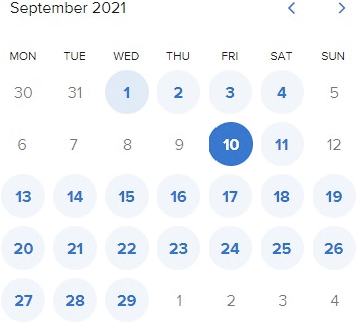 September 2021
MON TUE WED THU FRI SAT SUN
30 31 1 2 3 4 5
6 7 8 9 10 11 12
13 14 15 16 17 18 19
20 21 22 23 24 25 26
27 28 29 1 2 3 4